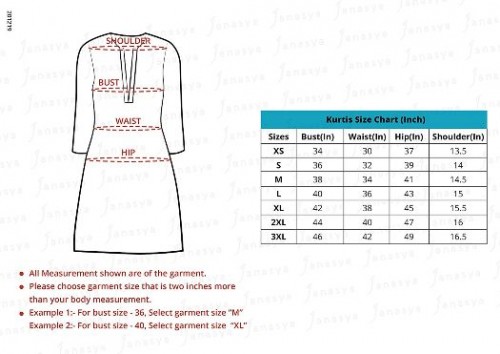 201219
SHOULDER
BUST
WAIST
HIP
Kurtis Size Chart (Inch)
Sizes Bust(In) Waist(In) Hip(In) Shoulder(In)
XS 34 30 37 13.5
S 36 32 39 14
M 38 34 41 14.5
L 40 36 43 15
XL 42 38 45 15.5
2XL 44 40 47 16
3XL 46 42 49 16.5
All Measurement shown are of the garment.
Please choose garment size that is two inches more
than your body measurement.
Example 1:- For bust size - 36, Select garment size “M”
Example 2:- For bust size - 40, Select garment size “XL”
Janasya